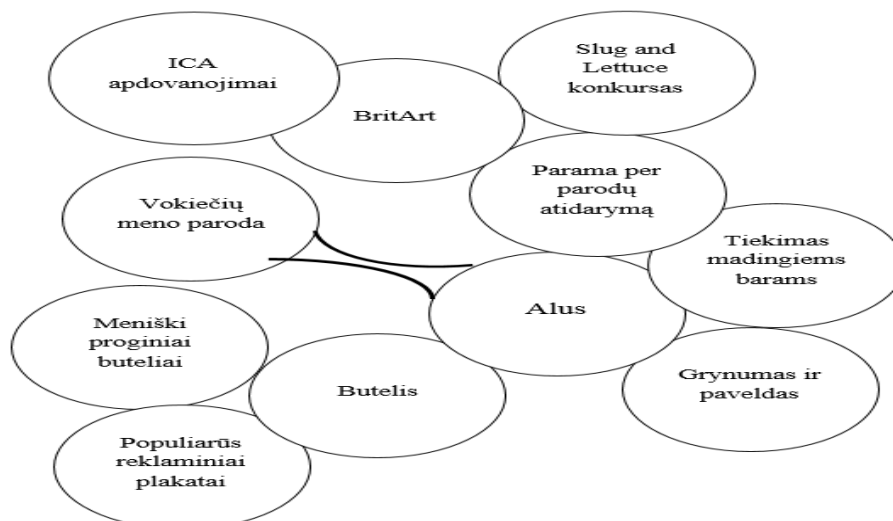 ICA
apdovanojimai
BritArt
Slug and
Lettuce
konkursas
Vokiečių
meno paroda
Parama per
parodų
atidarymą
Tiekimas
madingiems
barams
Alus
Meniški
proginiai
buteliai
Butelis
Grynumas ir
paveldas
Populiarūs
reklaminiai
plakatai